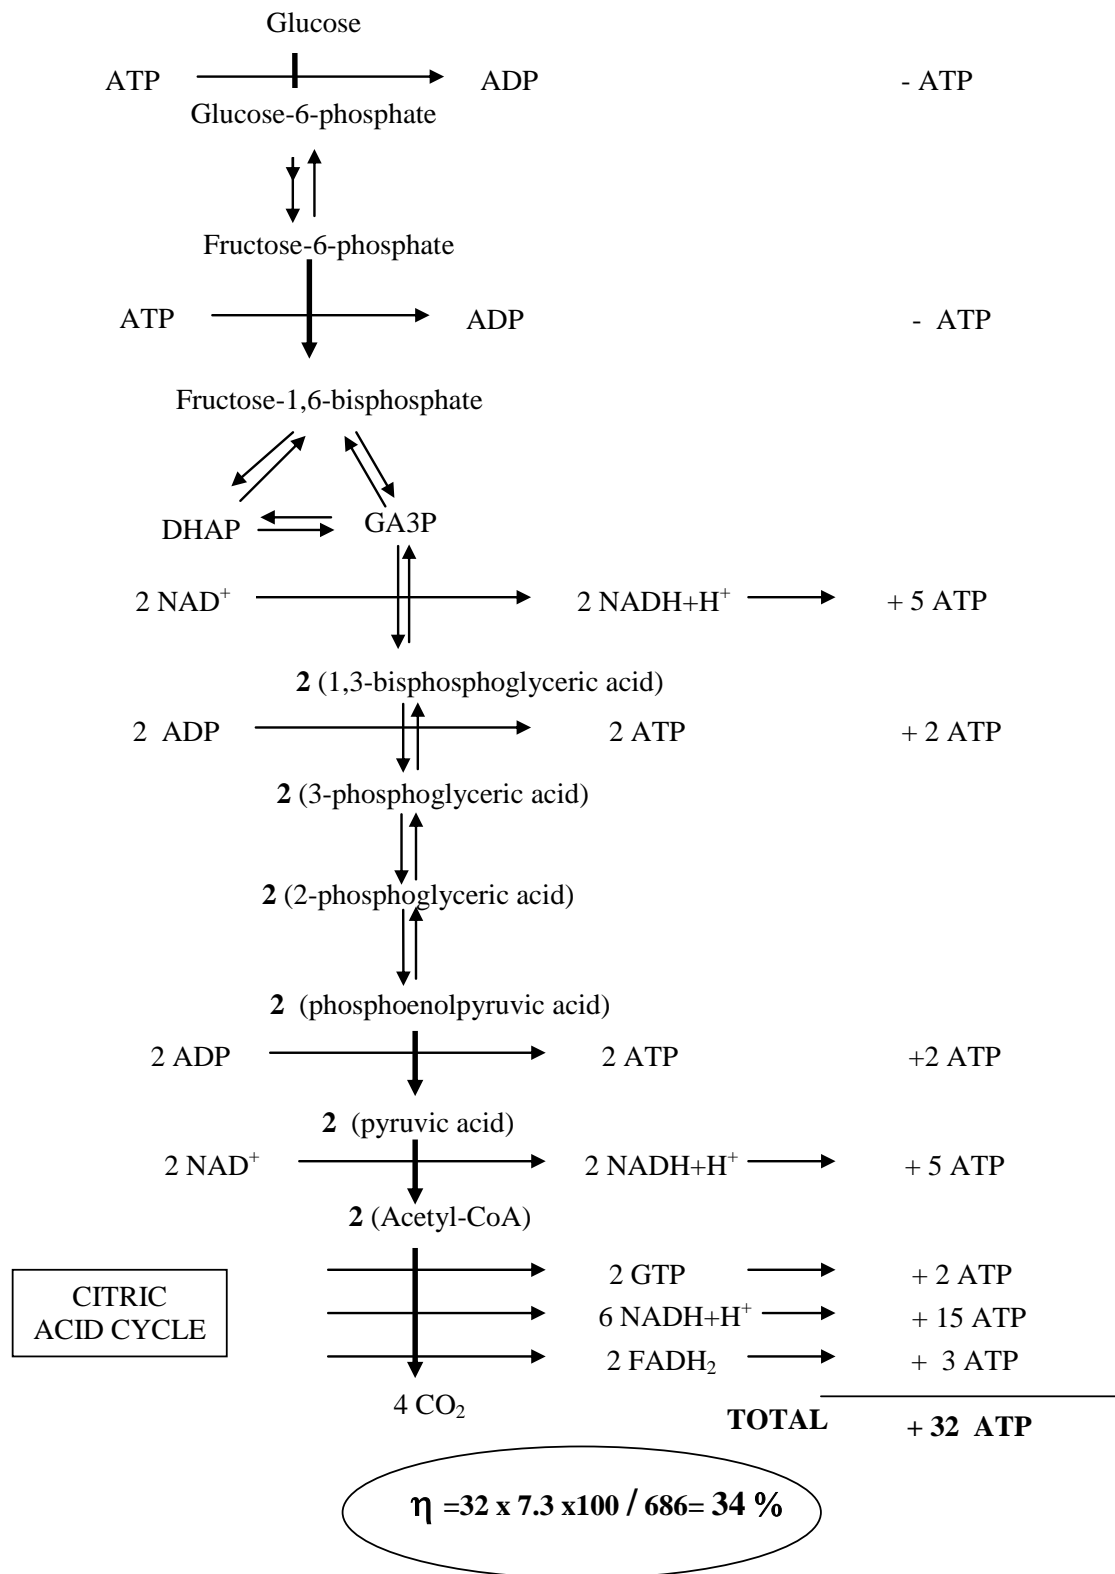 Glucose
ATP ADP - ATP
Glucose-6-phosphate
Fructose-6-phosphate
ATP ADP - ATP
Fructose-1,6-bisphosphate
DHAP GA3P
2 NAD⁺ 2 NADH+H⁺ + 5 ATP
2 (1,3-bisphosphoglyceric acid)
2 ADP 2 ATP + 2 ATP
2 (3-phosphoglyceric acid)
2 (2-phosphoglyceric acid)
2 (phosphoenolpyruvic acid)
2 ADP 2 ATP +2 ATP
2 (pyruvic acid)
2 NAD⁺ 2 NADH+H⁺ + 5 ATP
2 (Acetyl-CoA)
2 GTP + 2 ATP
CITRIC
ACID CYCLE
6 NADH+H⁺ + 15 ATP
2 FADH₂ + 3 ATP
4 CO₂
TOTAL + 32 ATP
η =32 x 7.3 x100 / 686= 34 %